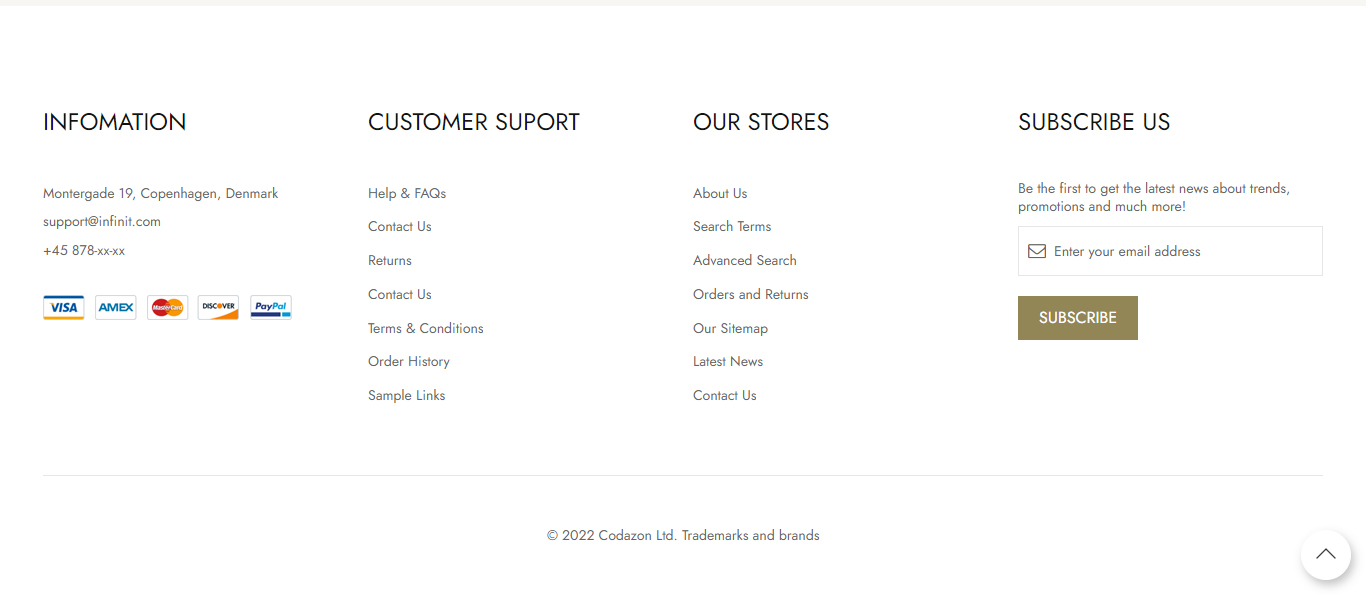 INFOMATION
Montergade 19, Copenhagen, Denmark
support@infinit.com
+45 878-xx-xx
VISA AMEX MasterCard DISCOVER PayPal
CUSTOMER SUPORT
Help & FAQs
Contact Us
Returns
Contact Us
Terms & Conditions
Order History
Sample Links
OUR STORES
About Us
Search Terms
Advanced Search
Orders and Returns
Our Sitemap
Latest News
Contact Us
SUBSCRIBE US
Be the first to get the latest news about trends,
promotions and much more!
Enter your email address
SUBSCRIBE
© 2022 Codazon Ltd. Trademarks and brands